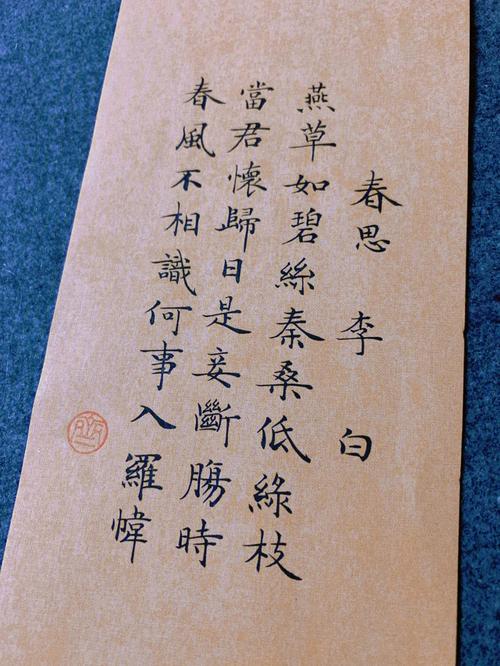 春思 李白
燕草如碧絲秦桑低綠枝
當君懷歸日是妾斷腸時
春風不相識何事入羅幃